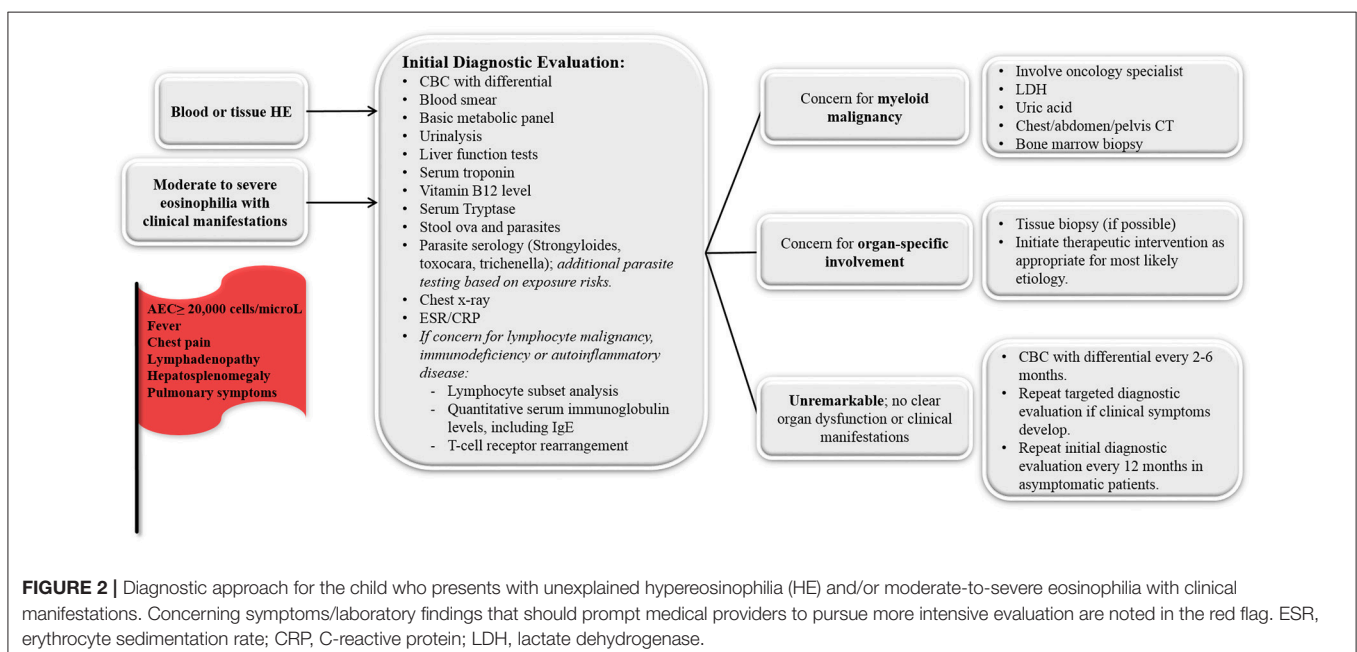 Blood or tissue HE
Moderate to severe
eosinophilia with
clinical manifestations
AEC≥ 20,000 cells/microL
Fever
Chest pain
Lymphadenopathy
Hepatosplenomegaly
Pulmonary symptoms
Initial Diagnostic Evaluation:
• CBC with differential
• Blood smear
• Basic metabolic panel
• Urinalysis
• Liver function tests
• Serum troponin
• Vitamin B12 level
• Serum Tryptase
• Stool ova and parasites
• Parasite serology (Strongyloides,
toxocara, trichenella); additional parasite
testing based on exposure risks.
• Chest x-ray
• ESR/CRP
• If concern for lymphocyte malignancy,
immunodeficiency or autoinflammatory
disease:
- Lymphocyte subset analysis
- Quantitative serum immunoglobulin
levels, including IgE
- T-cell receptor rearrangement
Concern for myeloid
malignancy
• Involve oncology specialist
• LDH
• Uric acid
• Chest/abdomen/pelvis CT
• Bone marrow biopsy
Concern for organ-specific
involvement
• Tissue biopsy (if possible)
• Initiate therapeutic intervention as
appropriate for most likely
etiology.
Unremarkable; no clear
organ dysfunction or clinical
manifestations
• CBC with differential every 2-6
months.
• Repeat targeted diagnostic
evaluation if clinical symptoms
develop.
• Repeat initial diagnostic
evaluation every 12 months in
asymptomatic patients.
FIGURE 2 | Diagnostic approach for the child who presents with unexplained hypereosinophilia (HE) and/or moderate-to-severe eosinophilia with clinical
manifestations. Concerning symptoms/laboratory findings that should prompt medical providers to pursue more intensive evaluation are noted in the red flag. ESR,
erythrocyte sedimentation rate; CRP, C-reactive protein; LDH, lactate dehydrogenase.